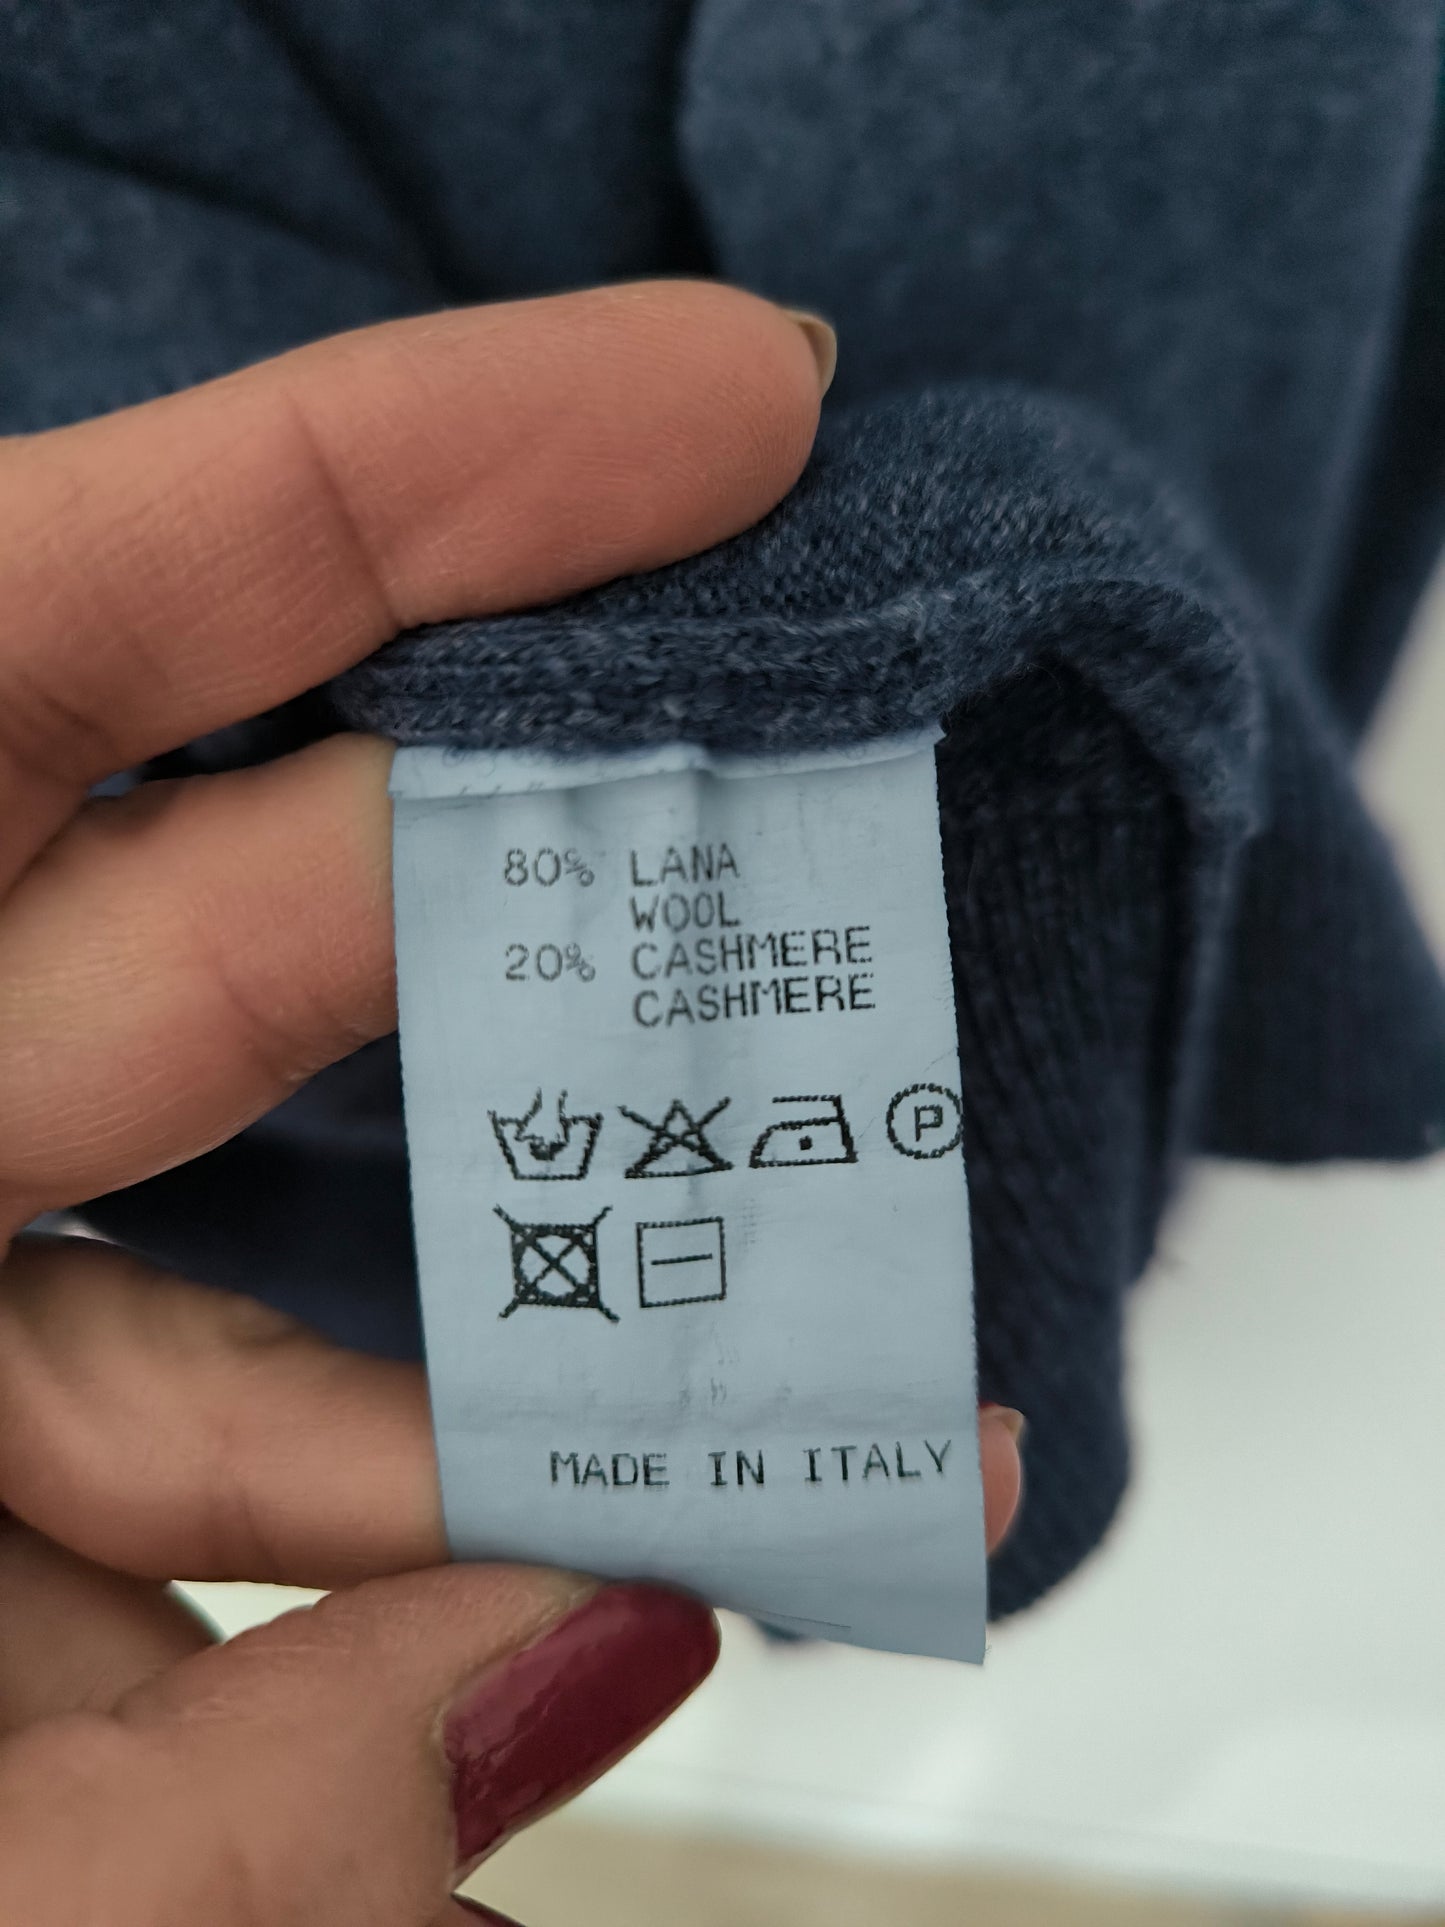 80% LANA
WOOL
20% CASHMERE
CASHMERE
P
MADE IN ITALY